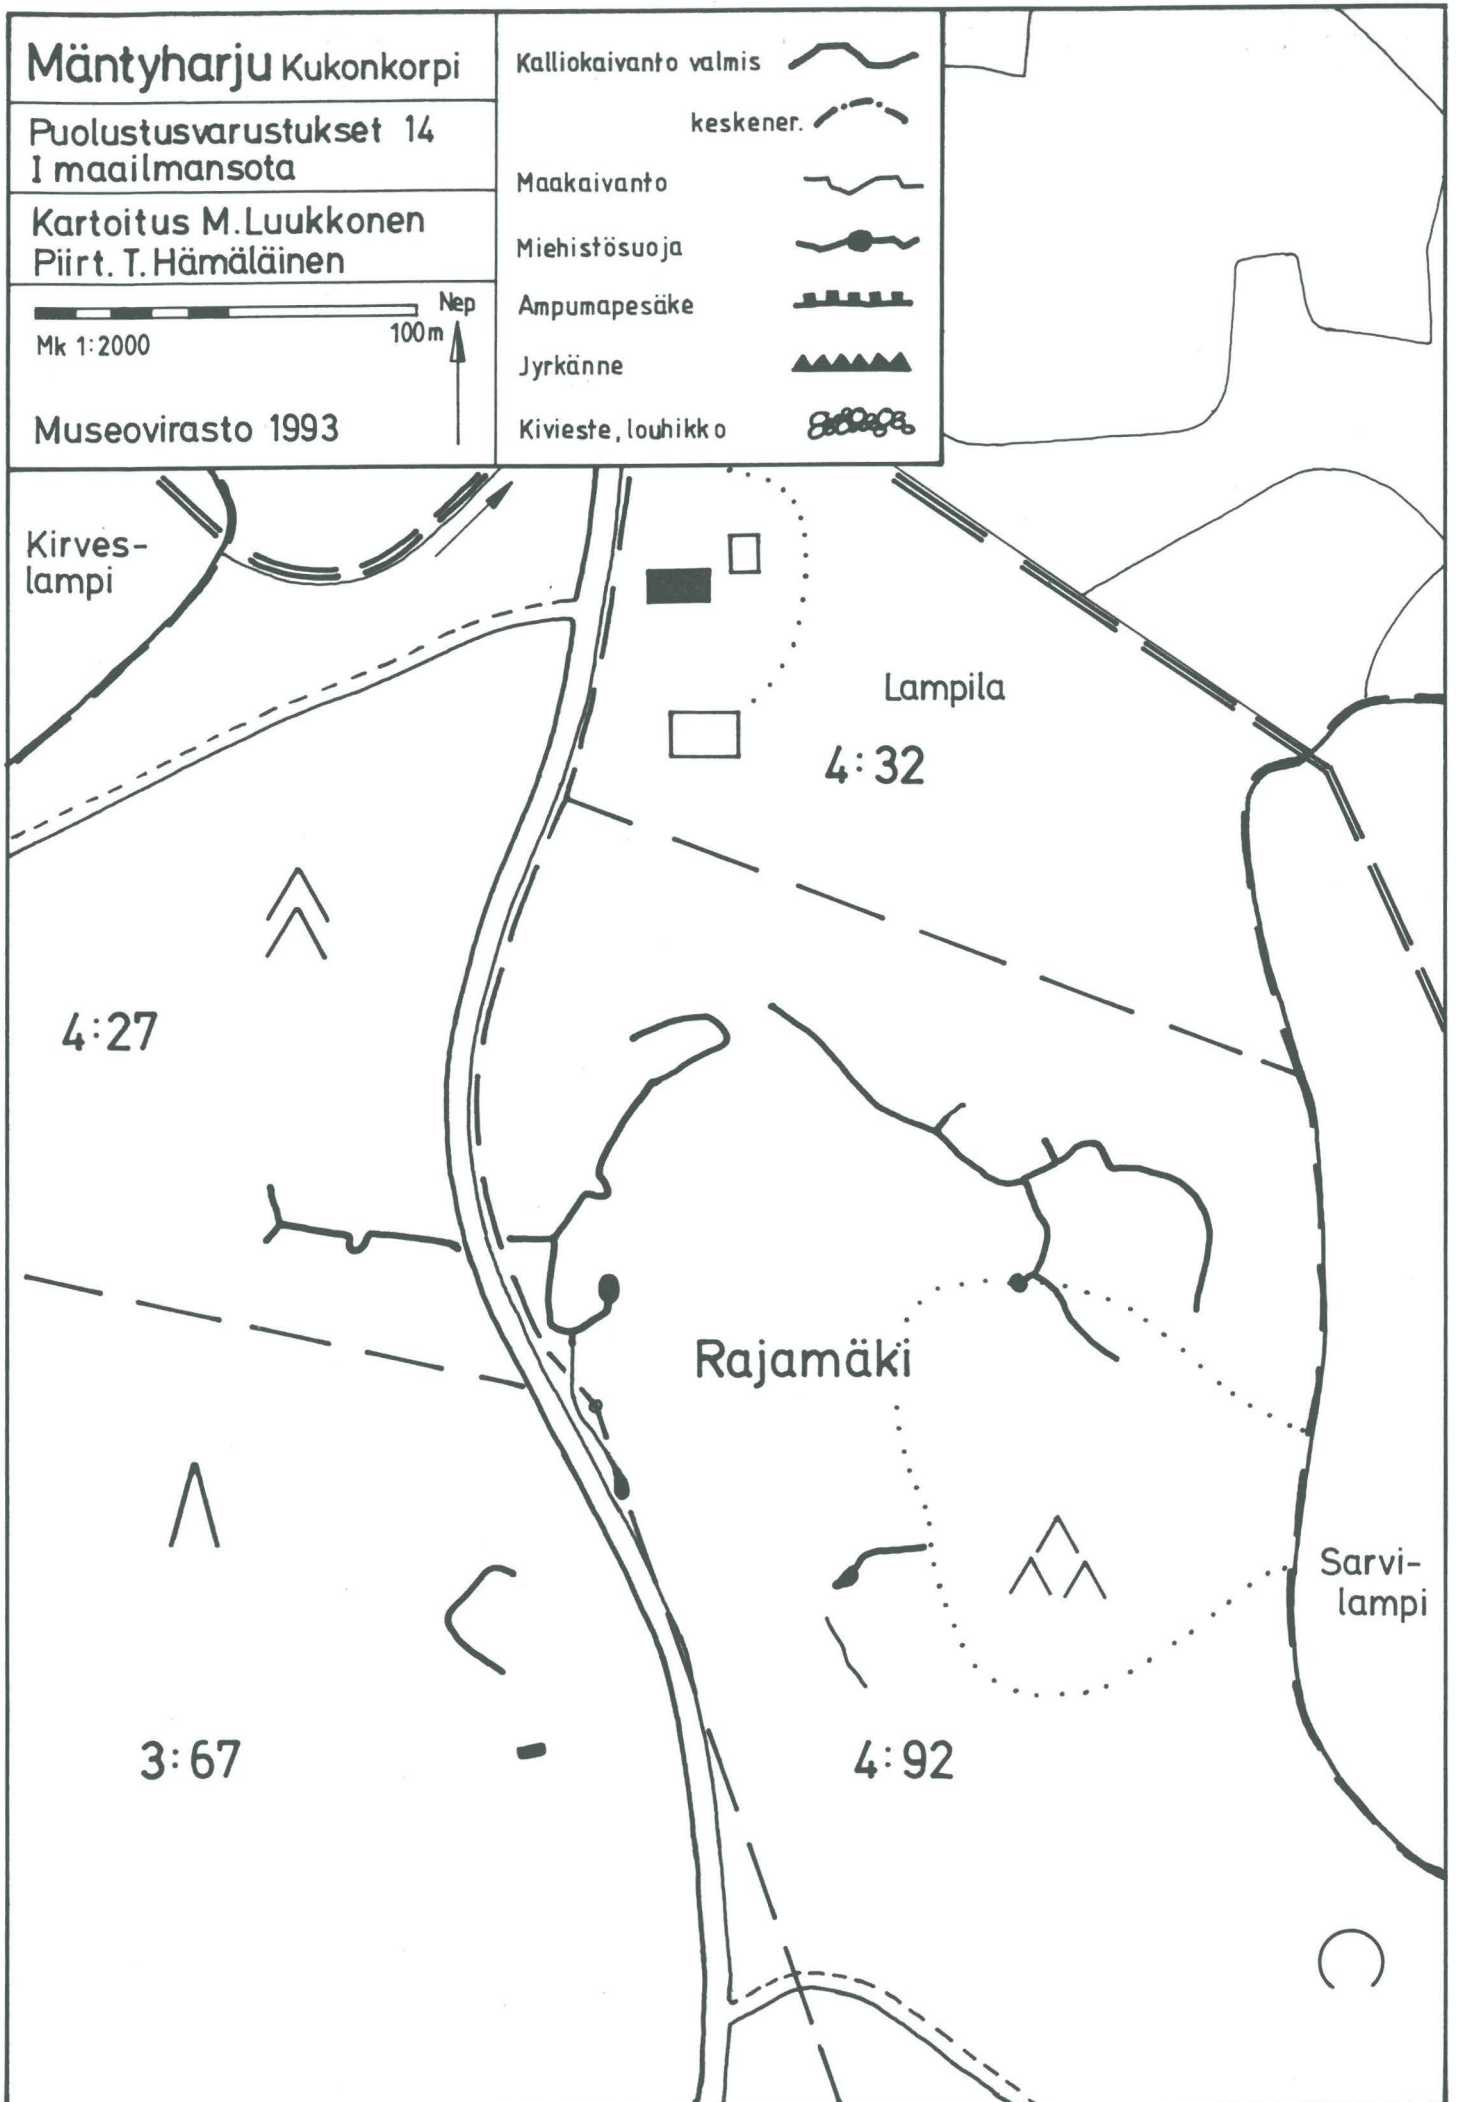 Mäntyharju Kukonkorpi
Puolustusvarustukset 14
I maailmansota
Kartoitus M.Luukkonen
Piirt. T. Hämäläinen
Nep
100m
Mk 1:2000
Museovirasto 1993
Kalliokaivanto valmis
keskener.
Maakaivanto
Miehistösuoja
Ampumapesäke
Jyrkänne
Kivieste, louhikko
Kirves-
lampi
Lampila
4:32
4:27
Rajamäki
Sarvi-
lampi
3:67
4:92